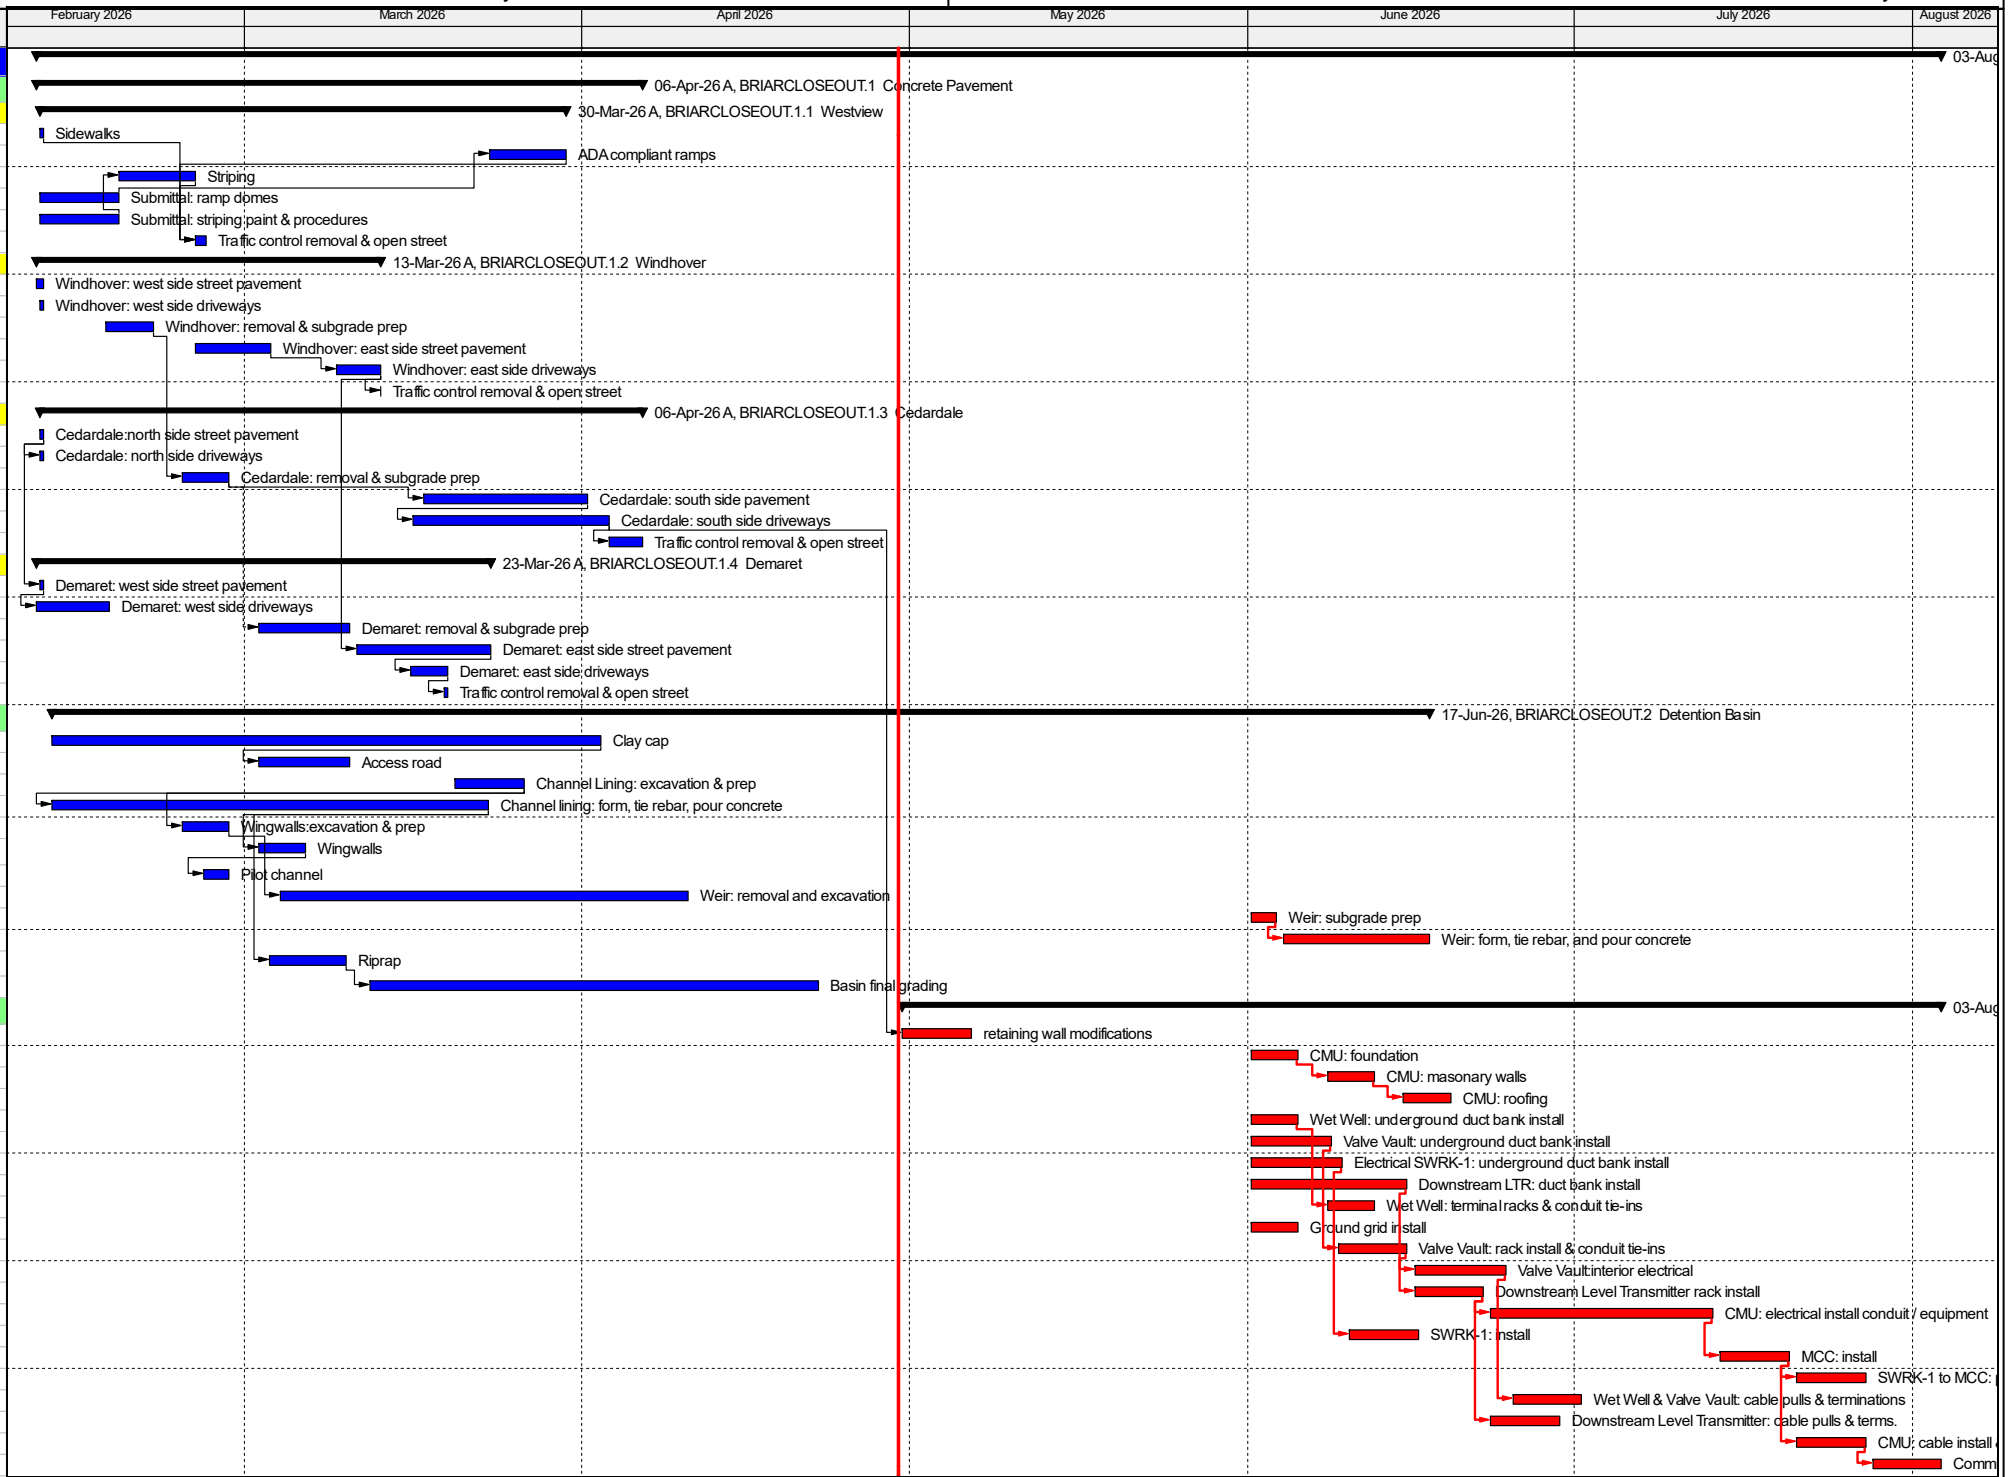 February 2026 March 2026 April 2026 May 2026 June 2026 July 2026 August 2026
03-Aug
06-Apr-26 A, BRIARCLOSEOUT.1 Concrete Pavement
30-Mar-26 A, BRIARCLOSEOUT.1.1 Westview
Sidewalks
ADA compliant ramps
Striping
Submittal: ramp domes
Submittal: striping paint & procedures
Traffic control removal & open street
13-Mar-26 A, BRIARCLOSEOUT.1.2 Windhover
Windhover: west side street pavement
Windhover: west side driveways
Windhover: removal & subgrade prep
Windhover: east side street pavement
Windhover: east side driveways
Traffic control removal & open street
06-Apr-26 A, BRIARCLOSEOUT.1.3 Cedardale
Cedardale:north side street pavement
Cedardale: north side driveways
Cedardale: removal & subgrade prep
Cedardale: south side pavement
Cedardale: south side driveways
Traffic control removal & open street
23-Mar-26 A, BRIARCLOSEOUT.1.4 Demaret
Demaret: west side street pavement
Demaret: west side driveways
Demaret: removal & subgrade prep
Demaret: east side street pavement
Demaret: east side driveways
Traffic control removal & open street
17-Jun-26, BRIARCLOSEOUT.2 Detention Basin
Clay cap
Access road
Channel Lining: excavation & prep
Channel lining: form, tie rebar, pour concrete
Wingwalls:excavation & prep
Wingwalls
Pilot channel
Weir: removal and excavation
Weir: subgrade prep
Weir: form, tie rebar, and pour concrete
Riprap
Basin final grading
03-Aug
retaining wall modifications
CMU: foundation
CMU: masonary walls
CMU: roofing
Wet Well: underground duct bank install
Valve Vault: underground duct bank install
Electrical SWRK-1: underground duct bank install
Downstream LTR: duct bank install
Wet Well: terminal racks & conduit tie-ins
Ground grid install
Valve Vault: rack install & conduit tie-ins
Valve Vault:interior electrical
Downstream Level Transmitter rack install
CMU: electrical install conduit / equipment
SWRK-1: install
MCC: install
SWRK-1 to MCC:
Wet Well & Valve Vault: cable pulls & terminations
Downstream Level Transmitter: cable pulls & terms.
CMU: cable install
Comm